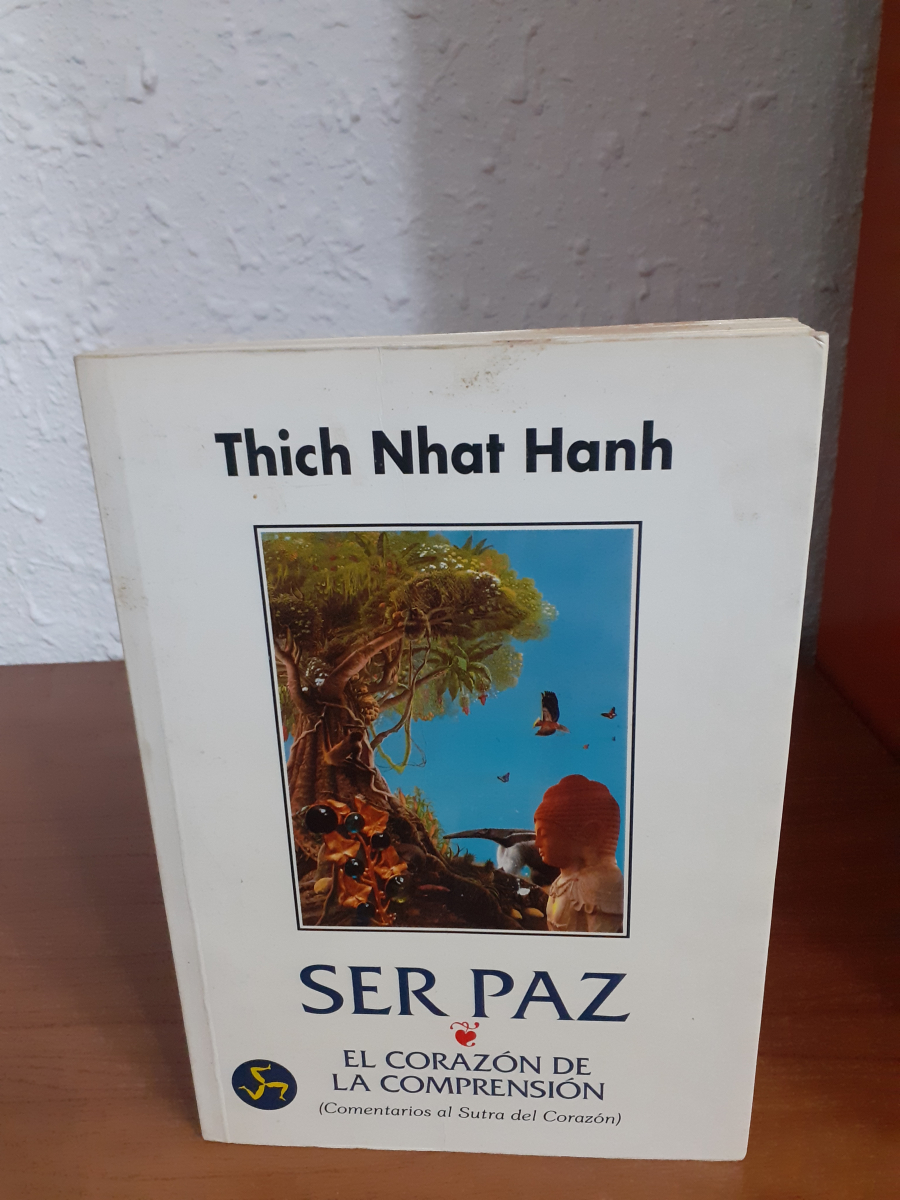 Thich Nhat Hanh
SER PAZ
EL CORAZÓN DE
LA COMPRENSIÓN
(Comentarios al Sutra del Corazón)